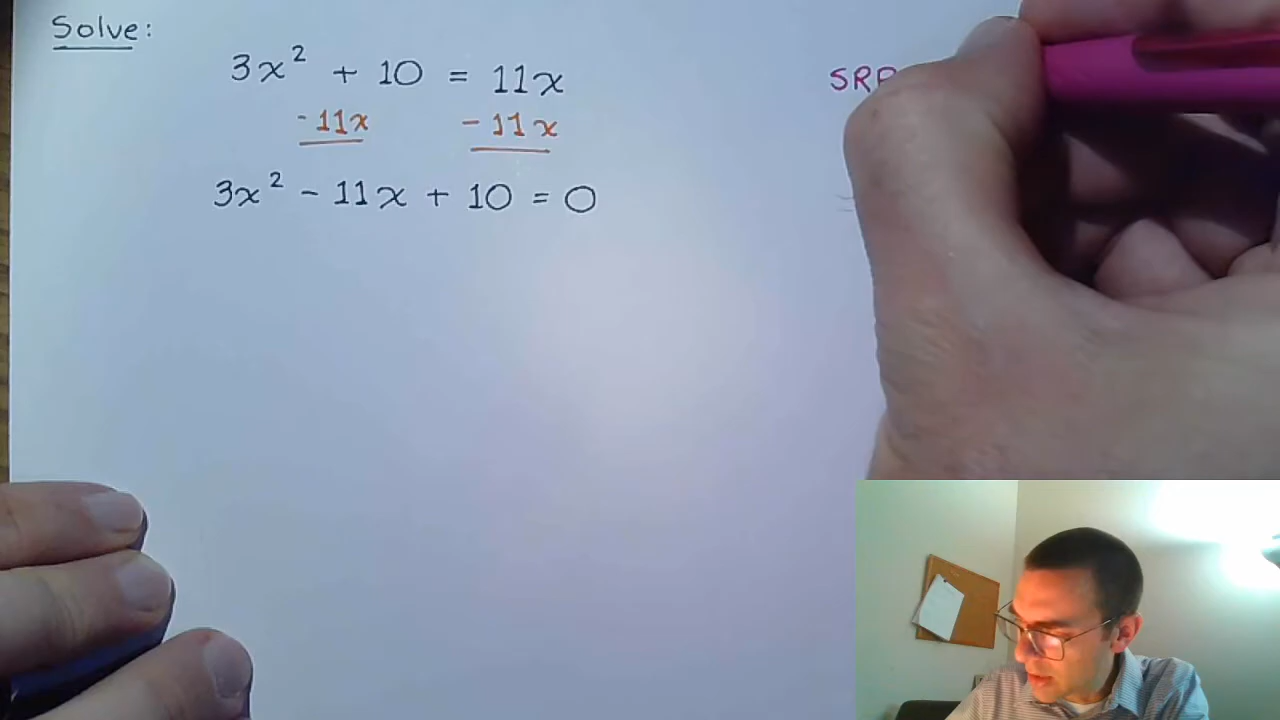 Solve:
3x² + 10 = 11x
- 11x - 11x
3x² - 11x + 10 = 0